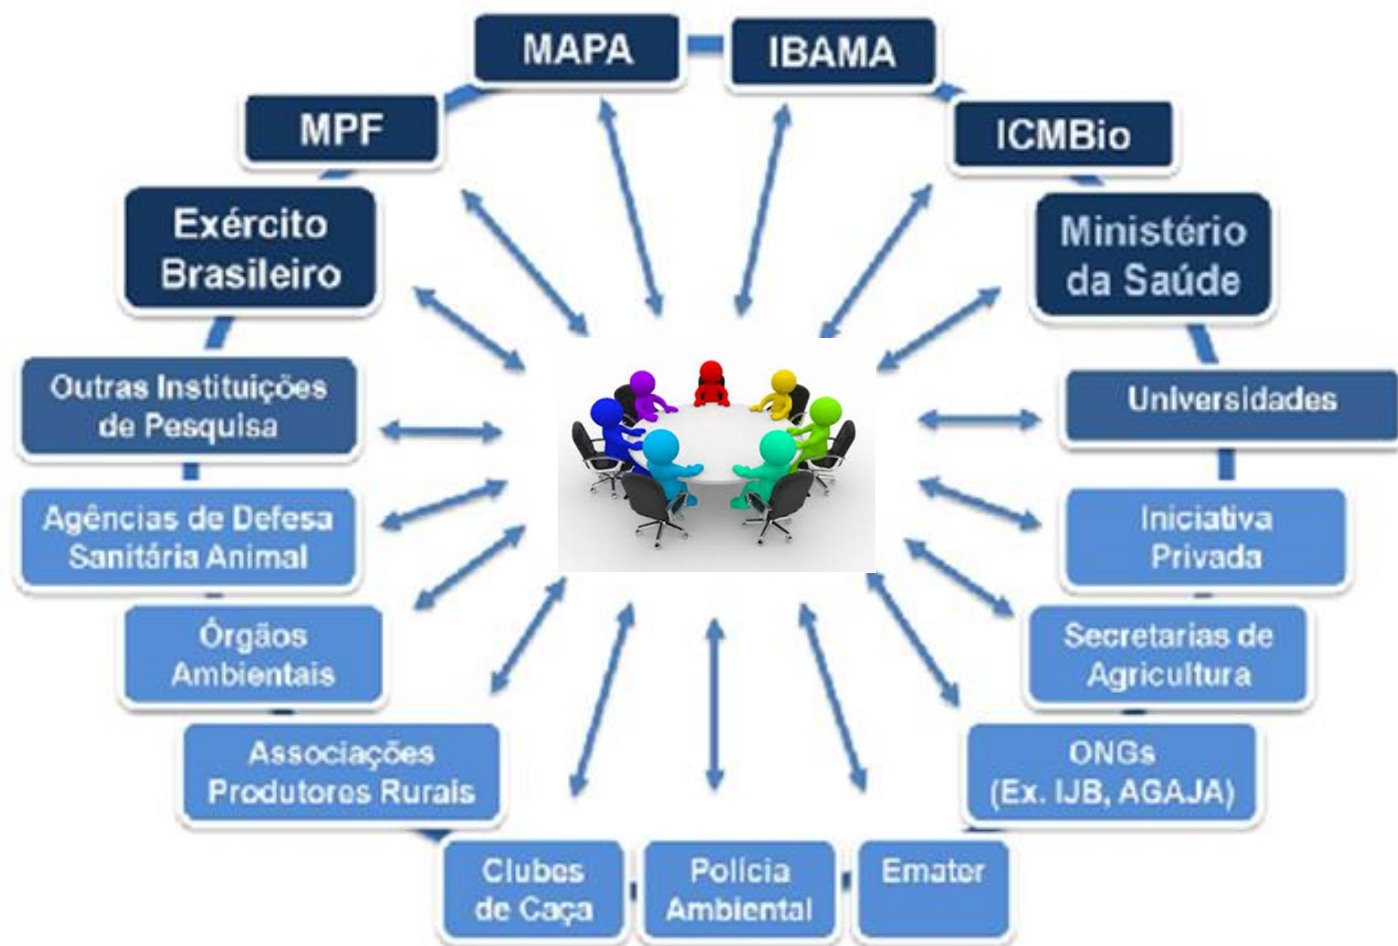 MAPA
IBAMA
MPF
ICMBio
Exército
Brasileiro
Ministério
da Saúde
Outras Instituições
de Pesquisa
Universidades
Agências de Defesa
Sanitária Animal
Iniciativa
Privada
Órgãos
Ambientais
Secretarias de
Agricultura
Associações
Produtores Rurais
ONGs
(Ex. IJB, AGAJA)
Clubes
de Caça
Polícia
Ambiental
Emater